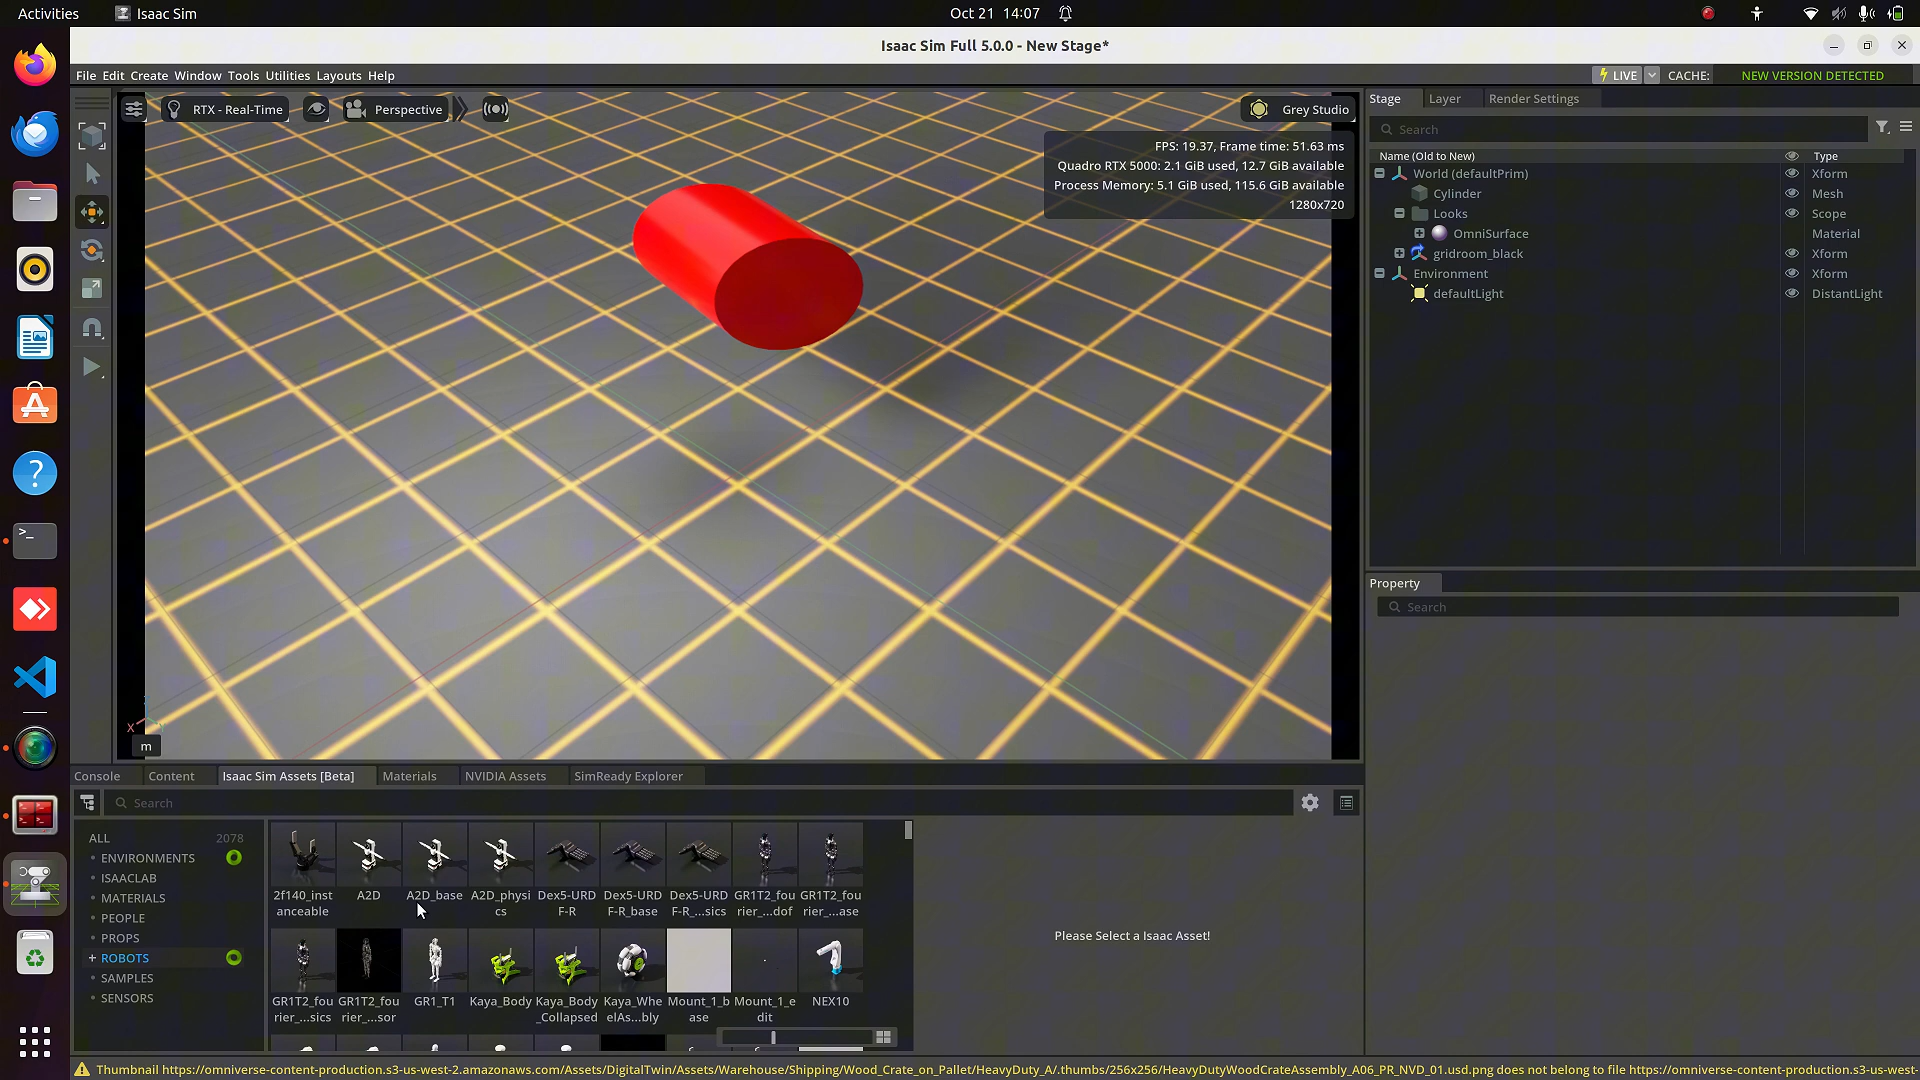 Activities Isaac Sim Oct 21 14:07
Isaac Sim Full 5.0.0 - New Stage*
File Edit Create Window Tools Utilities Layouts Help LIVE CACHE: NEW VERSION DETECTED
RTX - Real-Time Perspective Grey Studio
FPS: 19.37, Frame time: 51.63 ms
Quadro RTX 5000: 2.1 GiB used, 12.7 GiB available
Process Memory: 5.1 GiB used, 115.6 GiB available
1280x720
X
m
Stage Layer Render Settings
Search
Name (Old to New) Type
World (defaultPrim) Xform
Cylinder Mesh
Looks Scope
OmniSurface Material
gridroom_black Xform
Environment Xform
defaultLight DistantLight
Property
Search
Console Content Isaac Sim Assets [Beta] Materials NVIDIA Assets SimReady Explorer
Search
ALL 2078
ENVIRONMENTS
ISAACLAB
MATERIALS
PEOPLE
PROPS
+ ROBOTS
SAMPLES
SENSORS
2f140_inst A2D A2D_base A2D_physi Dex5-URD Dex5-URD Dex5-URD GR1T2_fou GR1T2_fou
anceable cs F-R F-R_base F-R_...sics rier_...dof rier_...ase
GR1T2_fou GR1T2_fou GR1_T1 Kaya_Body Kaya_Body Kaya_Whe Mount_1_b Mount_1_e NEX10
rier_...sics rier_...sor _Collapsed elAs...bly ase dit
Please Select a Isaac Asset!
Thumbnail https://omniverse-content-production.s3-us-west-2.amazonaws.com/Assets/DigitalTwin/Assets/Warehouse/Shipping/Wood_Crate_on_Pallet/HeavyDuty_A/.thumbs/256x256/HeavyDutyWoodCrateAssembly_A06_PR_NVD_01.usd.png does not belong to file https://omniverse-content-production.s3-us-west-